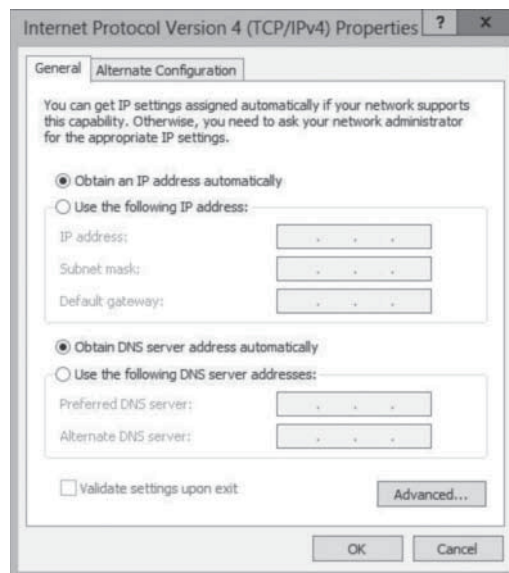 Internet Protocol Version 4 (TCP/IPv4) Properties ? x
General Alternate Configuration
You can get IP settings assigned automatically if your network supports
this capability. Otherwise, you need to ask your network administrator
for the appropriate IP settings.
Obtain an IP address automatically
Use the following IP address:
IP address:
Subnet mask:
Default gateway:
Obtain DNS server address automatically
Use the following DNS server addresses:
Preferred DNS server:
Alternate DNS server:
Validate settings upon exit
Advanced...
OK Cancel